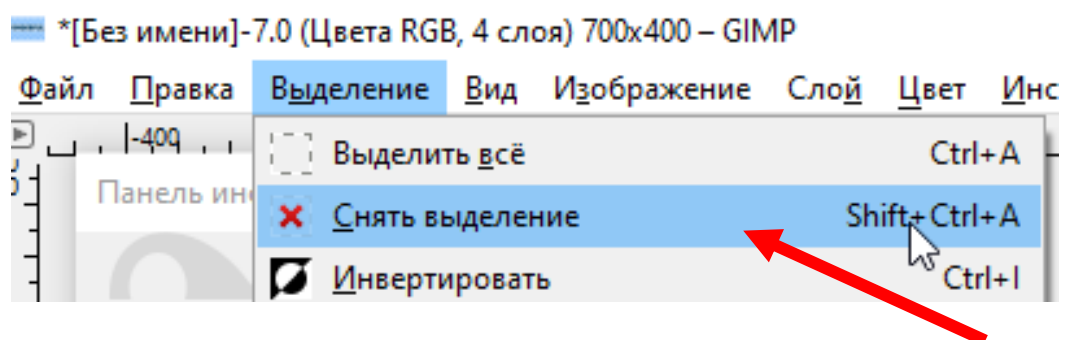 *[Без имени]-7.0 (Цвета RGB, 4 слоя) 700x400 – GIMP
Файл Правка Выделение Вид Изображение Слой Цвет Инс
-400
Выделить всё Ctrl+A
Панель ин
Снять выделение Shift+Ctrl+A
Инвертировать Ctrl+I